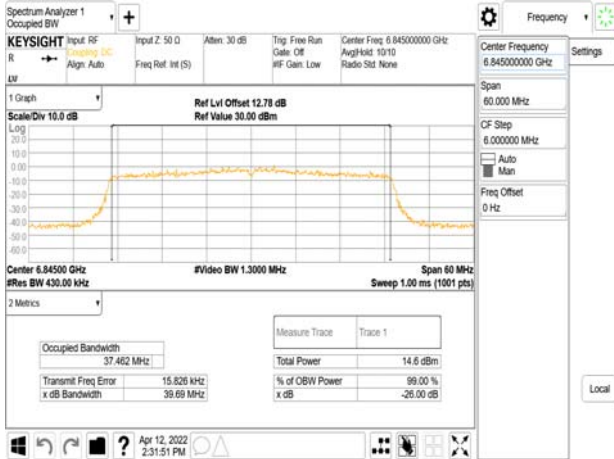 Spectrum Analyzer 1
Occupied BW
+
KEYSIGHT
R
Input: RF
Coupling: DC
Align: Auto
Input Z: 50 Ω
Freq Ref: Int (S)
Atten: 30 dB
Trig: Free Run
Gate: Off
#IF Gain: Low
Center Freq: 6.845000000 GHz
Avg|Hold: 10/10
Radio Std: None
1 Graph
Scale/Div 10.0 dB
Ref Lvl Offset 12.78 dB
Ref Value 30.00 dBm
Log
20.0
10.0
0.00
-10.0
-20.0
-30.0
-40.0
-50.0
-60.0
Center 6.84500 GHz
#Res BW 430.00 kHz
#Video BW 1.3000 MHz
Span 60 MHz
Sweep 1.00 ms (1001 pts)
2 Metrics
Occupied Bandwidth
37.462 MHz
Transmit Freq Error 15.826 kHz
x dB Bandwidth 39.69 MHz
Measure Trace Trace 1
Total Power 14.6 dBm
% of OBW Power 99.00 %
x dB -26.00 dB
?
Apr 12, 2022
2:31:51 PM
Frequency
Center Frequency
6.845000000 GHz
Span
60.000 MHz
CF Step
6.000000 MHz
Auto
Man
Freq Offset
0 Hz
Settings
Local